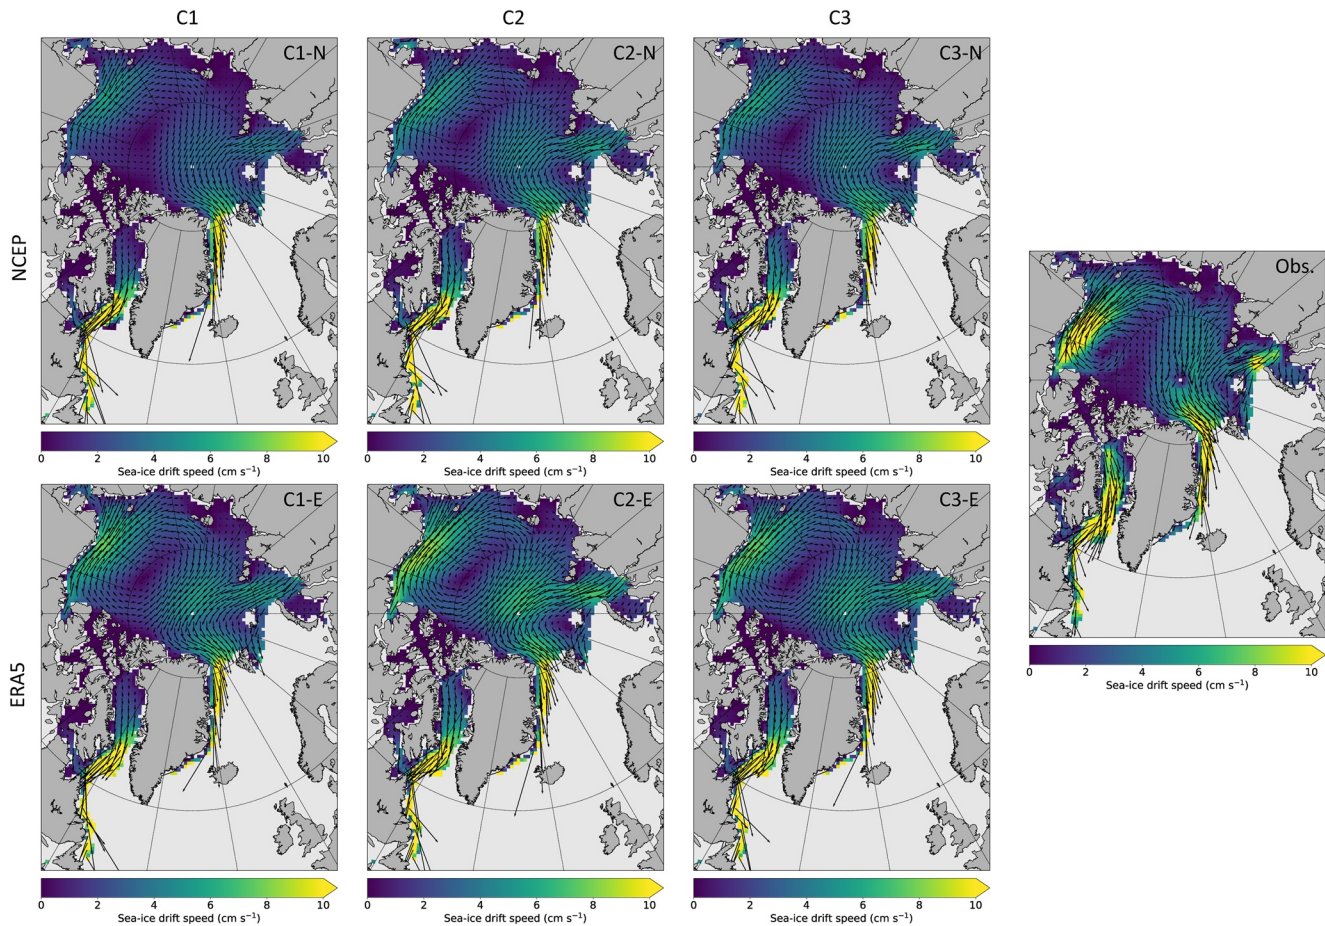 C1 C2 C3
NCEP
C1-N C2-N C3-N
0 2 4 6 8 10 0 2 4 6 8 10 0 2 4 6 8 10
Sea-ice drift speed (cm s⁻¹) Sea-ice drift speed (cm s⁻¹) Sea-ice drift speed (cm s⁻¹)
Obs.
0 2 4 6 8 10
Sea-ice drift speed (cm s⁻¹)
ERA5
C1-E C2-E C3-E
0 2 4 6 8 10 0 2 4 6 8 10 0 2 4 6 8 10
Sea-ice drift speed (cm s⁻¹) Sea-ice drift speed (cm s⁻¹) Sea-ice drift speed (cm s⁻¹)